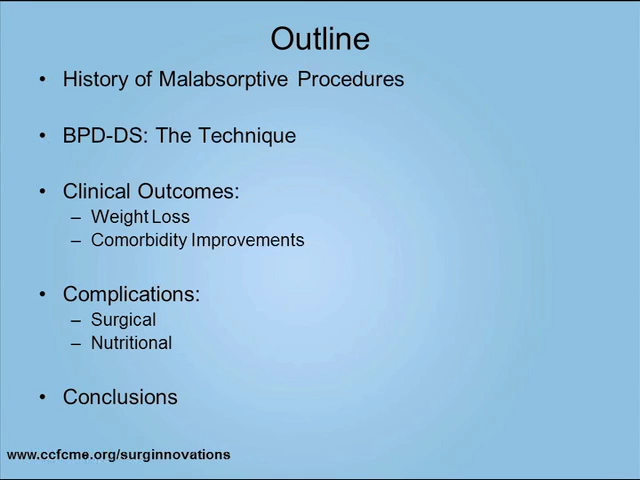 Outline
• History of Malabsorptive Procedures
• BPD-DS: The Technique
• Clinical Outcomes:
– Weight Loss
– Comorbidity Improvements
• Complications:
– Surgical
– Nutritional
• Conclusions
www.ccfcme.org/surginnovations